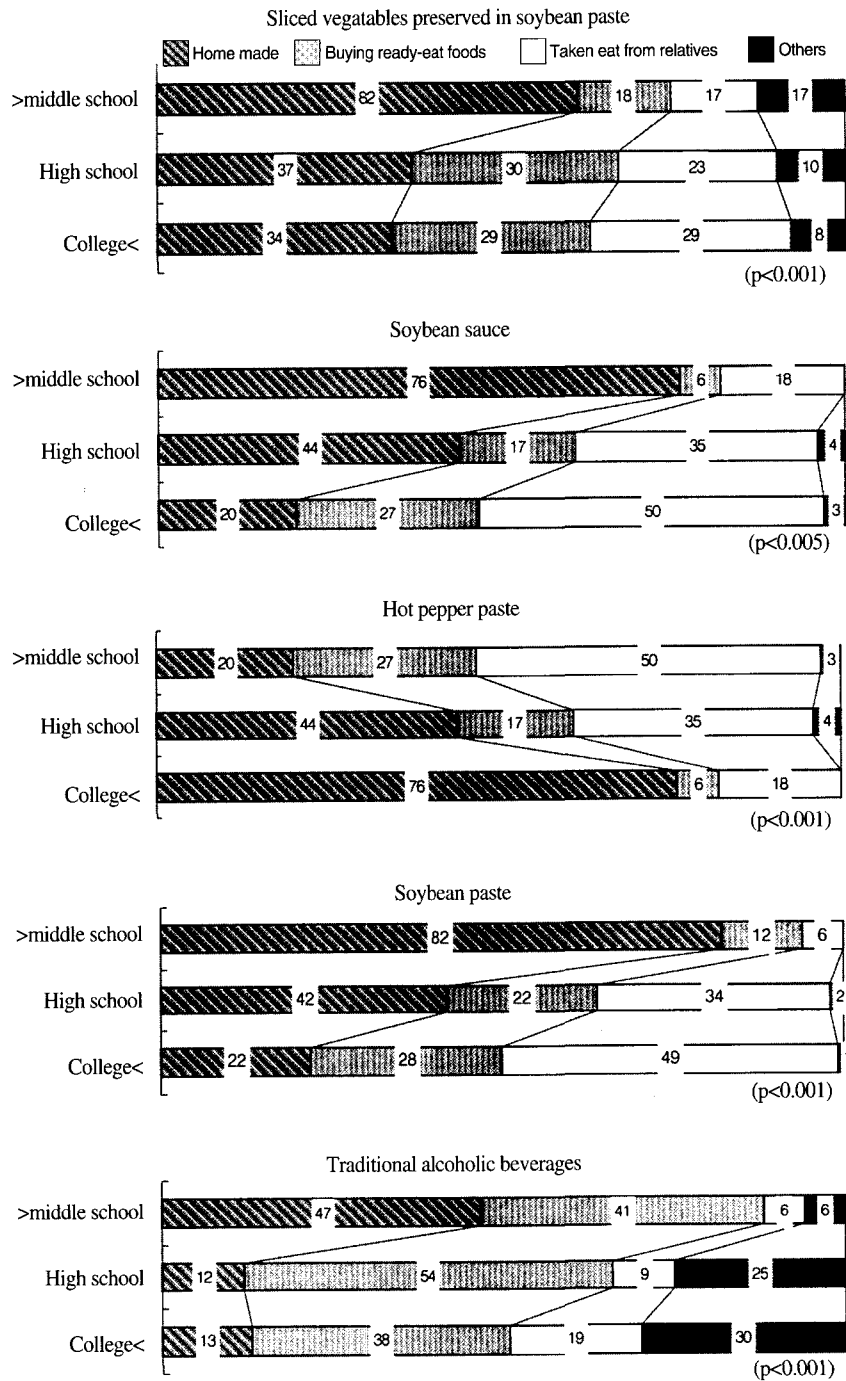 Sliced vegatables preserved in soybean paste
Home made Buying ready-eat foods Taken eat from relatives Others
>middle school 82 18 17 17
High school 37 30 23 10
College< 34 29 29 8
(p<0.001)
Soybean sauce
>middle school 76 6 18
High school 44 17 35 4
College< 20 27 50 3
(p<0.005)
Hot pepper paste
>middle school 20 27 50 3
High school 44 17 35 4
College< 76 6 18
(p<0.001)
Soybean paste
>middle school 82 12 6
High school 42 22 34 2
College< 22 28 49
(p<0.001)
Traditional alcoholic beverages
>middle school 47 41 6 6
High school 12 54 9 25
College< 13 38 19 30
(p<0.001)